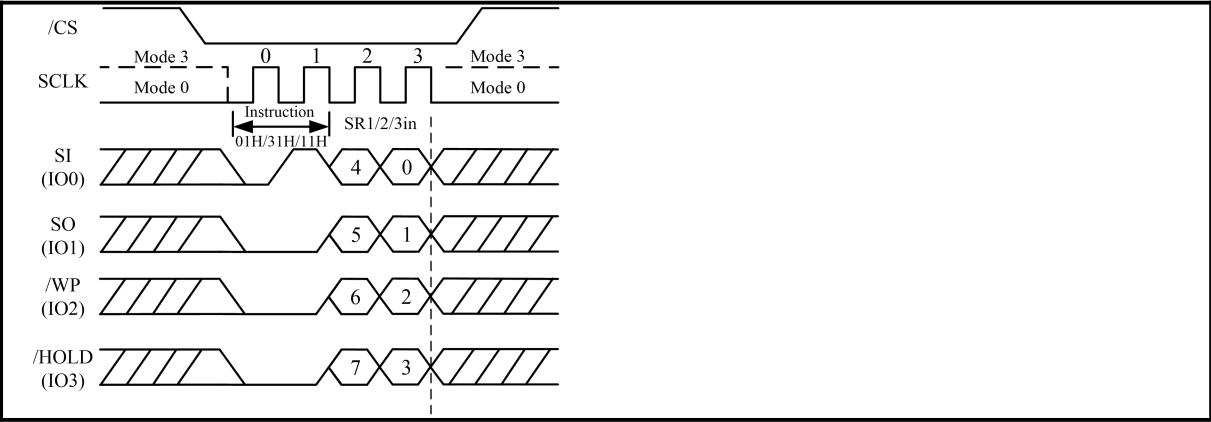 /CS
Mode 3 0 1 2 3 Mode 3
SCLK
Mode 0 Mode 0
Instruction
SR1/2/3in
01H/31H/11H
SI
(IO0)
4 0
SO
(IO1)
5 1
/WP
(IO2)
6 2
/HOLD
(IO3)
7 3